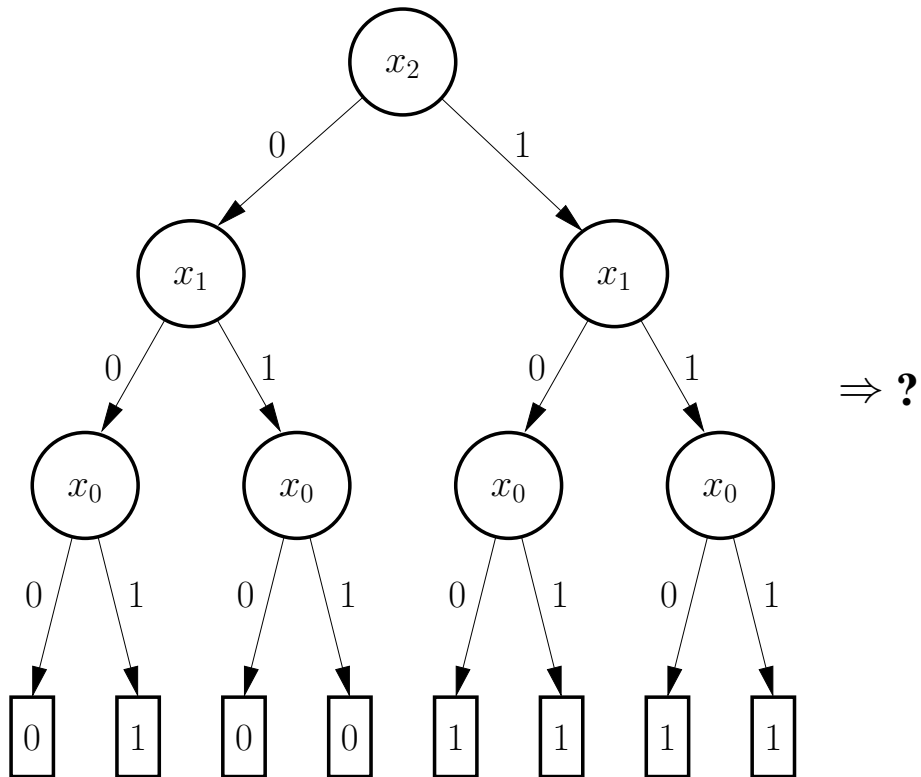 x₂
0 1
x₁ x₁
0 1 0 1
⇒ ?
x₀ x₀ x₀ x₀
0 1 0 1 0 1 0 1
0 1 0 0 1 1 1 1